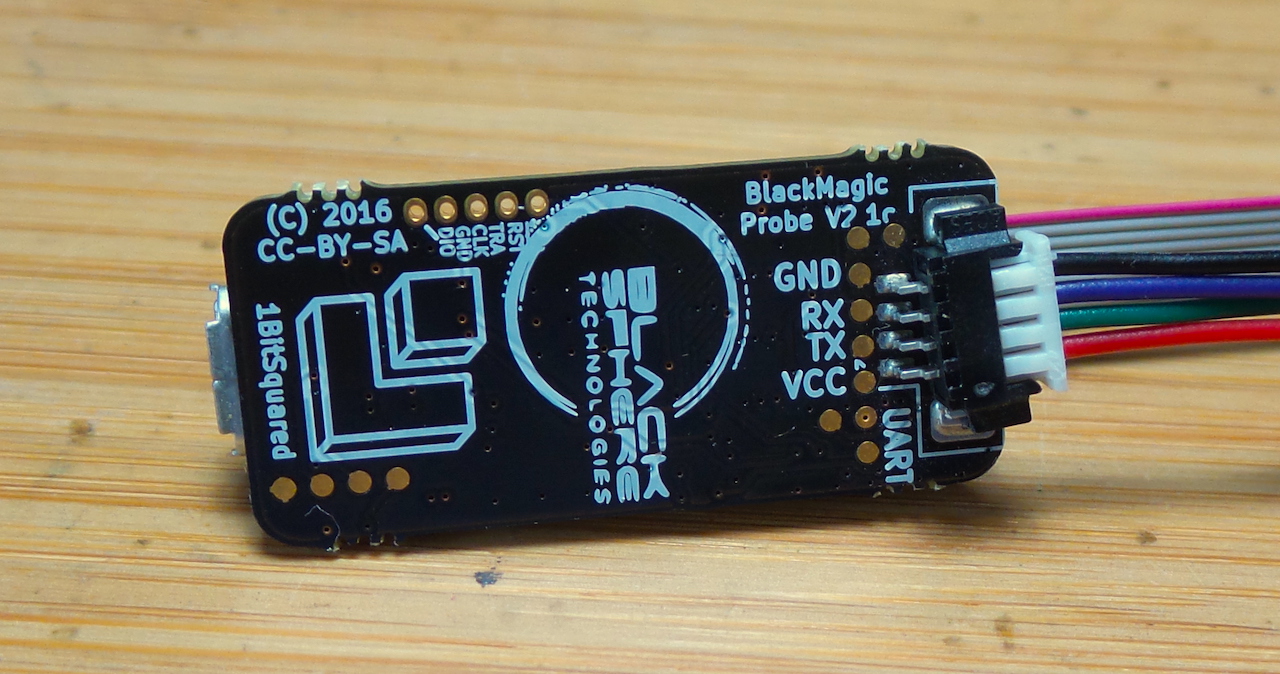 (C) 2016
CC-BY-SA
1BitSquared
DIO
GND
CLK
TRA
RST
BLACK
SPHERE
TECHNOLOGIES
BlackMagic
Probe V2 1c
GND
RX
TX
VCC
UART